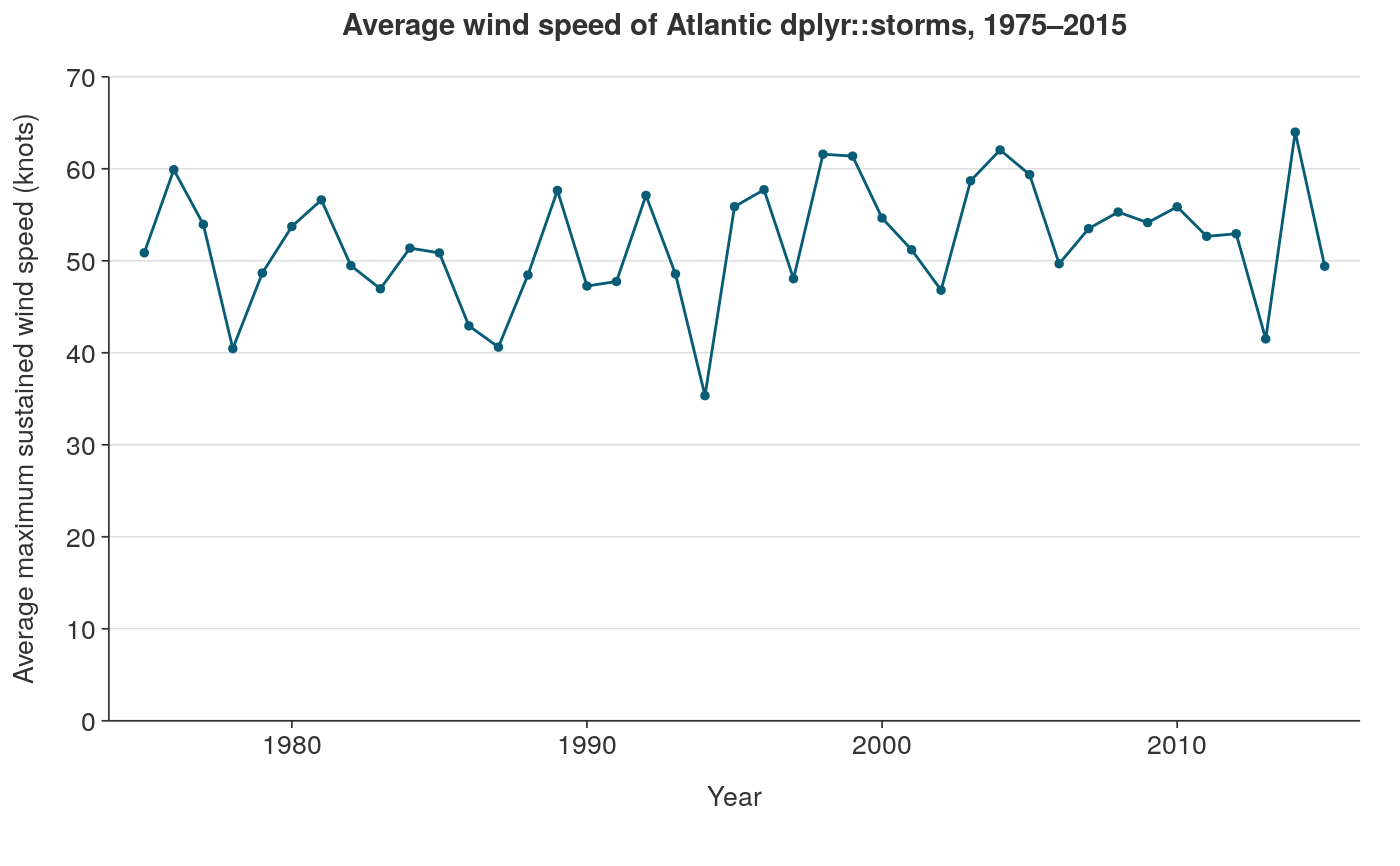 Average wind speed of Atlantic dplyr::storms, 1975–2015
Average maximum sustained wind speed (knots)
70
60
50
40
30
20
10
0
1980 1990 2000 2010
Year